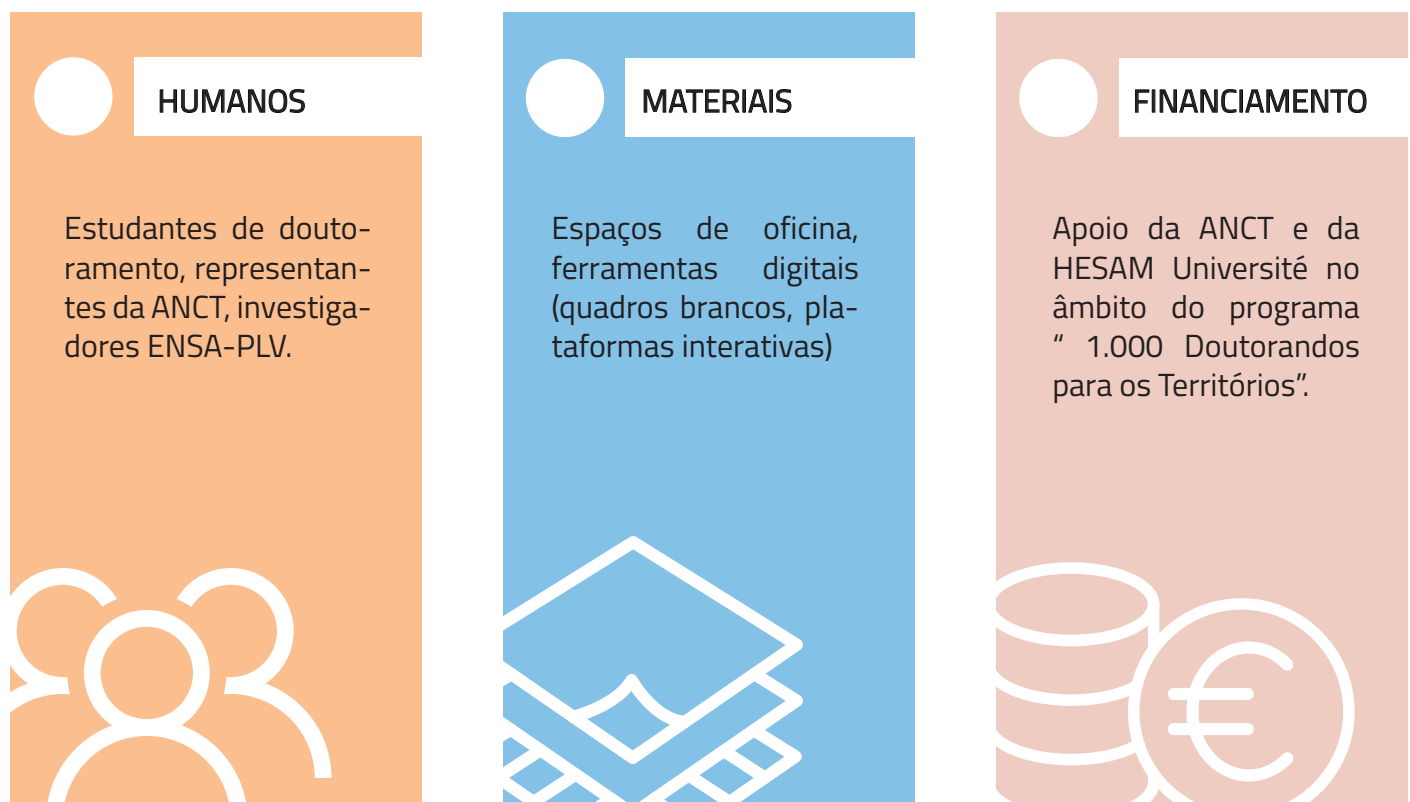 HUMANOS
Estudantes de douto-
ramento, representan-
tes da ANCT, investiga-
dores ENSA-PLV.
MATERIAIS
Espaços de oficina,
ferramentas digitais
(quadros brancos, pla-
taformas interativas)
FINANCIAMENTO
Apoio da ANCT e da
HESAM Université no
âmbito do programa
“ 1.000 Doutorandos
para os Territórios”.